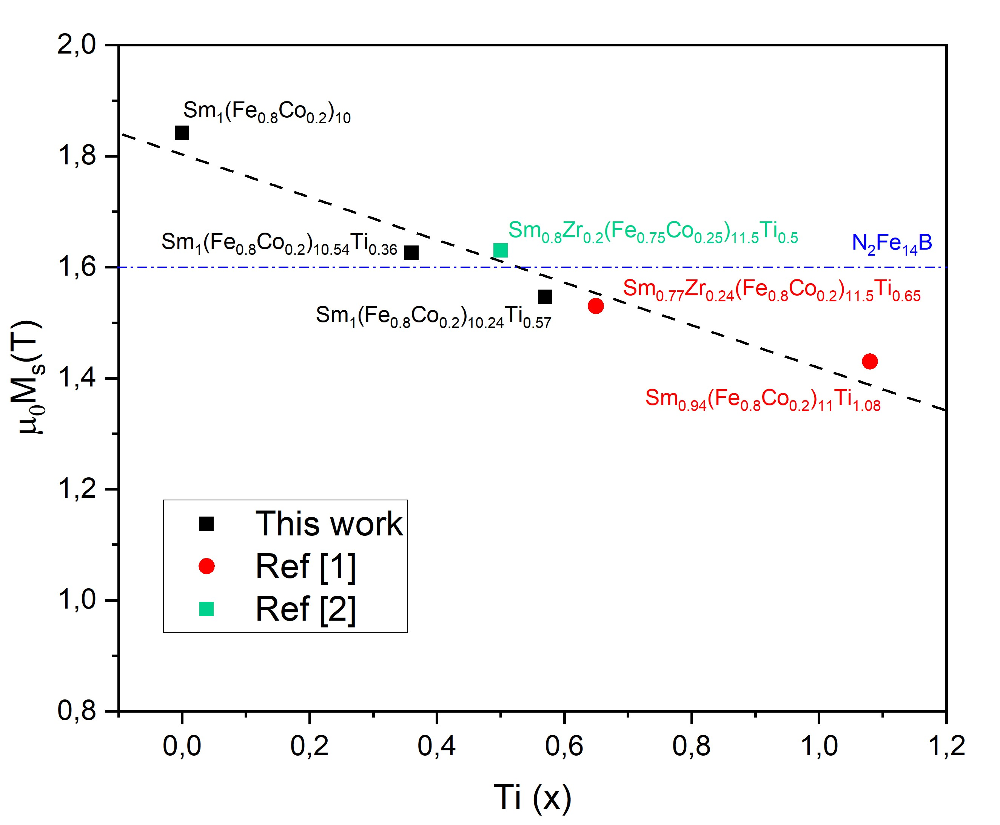 2,0
1,8
1,6
1,4
1,2
1,0
0,8
μ₀Mₛ(T)
Sm₁(Fe₀.₈Co₀.₂)₁₀
Sm₁(Fe₀.₈Co₀.₂)₁₀.₅₄Ti₀.₃₆
Sm₀.₈Zr₀.₂(Fe₀.₇₅Co₀.₂₅)₁₁.₅Ti₀.₅
N₂Fe₁₄B
Sm₀.₇₇Zr₀.₂₄(Fe₀.₈Co₀.₂)₁₁.₅Ti₀.₆₅
Sm₁(Fe₀.₈Co₀.₂)₁₀.₂₄Ti₀.₅₇
Sm₀.₉₄(Fe₀.₈Co₀.₂)₁₁Ti₁.₀₈
This work
Ref [1]
Ref [2]
0,0 0,2 0,4 0,6 0,8 1,0 1,2
Ti (x)